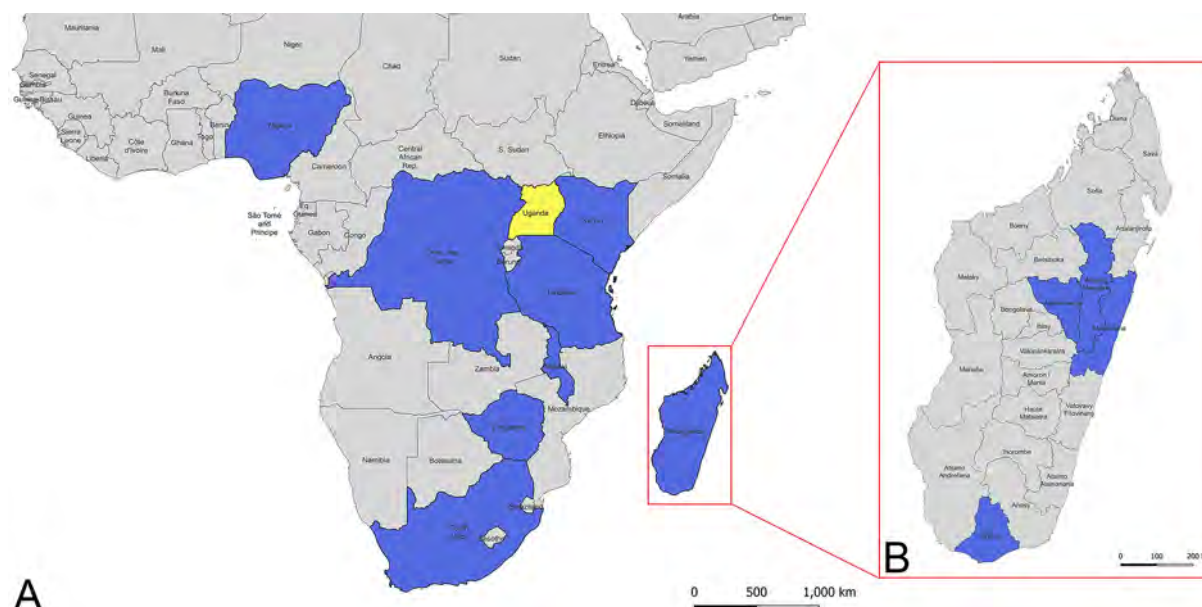 Mauritania
Mali
Niger
Chad
Sudan
Eritrea
Arabia
Oman
Yemen
Senegal
Gambia
Guinea-Bissau
Guinea
Sierra
Leone
Liberia
Burkina
Faso
Côte
d'Ivoire
Ghana
Togo
Benin
Nigeria
Cameroon
Central
African
Rep.
S. Sudan
Ethiopia
Djibouti
Somaliland
Somalia
São Tomé
and
Principe
Eq.
Guinea
Gabon
Congo
Uganda
Kenya
Burundi
Tanzania
Angola
Zambia
Malawi
Mozambique
Zimbabwe
Namibia
Botswana
Lesotho
Madagascar
A
0 500 1,000 km
Diana
Sava
Sofia
Boeny
Analanjirofo
Betsiboka
Melaky
Bongolava
Itasy
Vakinankaratra
Menabe
Amoron'i
Mania
Haute
Matsiatra
Vatovavy
Fitovinany
Ihorombe
Atsimo
Andrefana
Atsimo
Atsinanana
Anosy
B
0 100 200